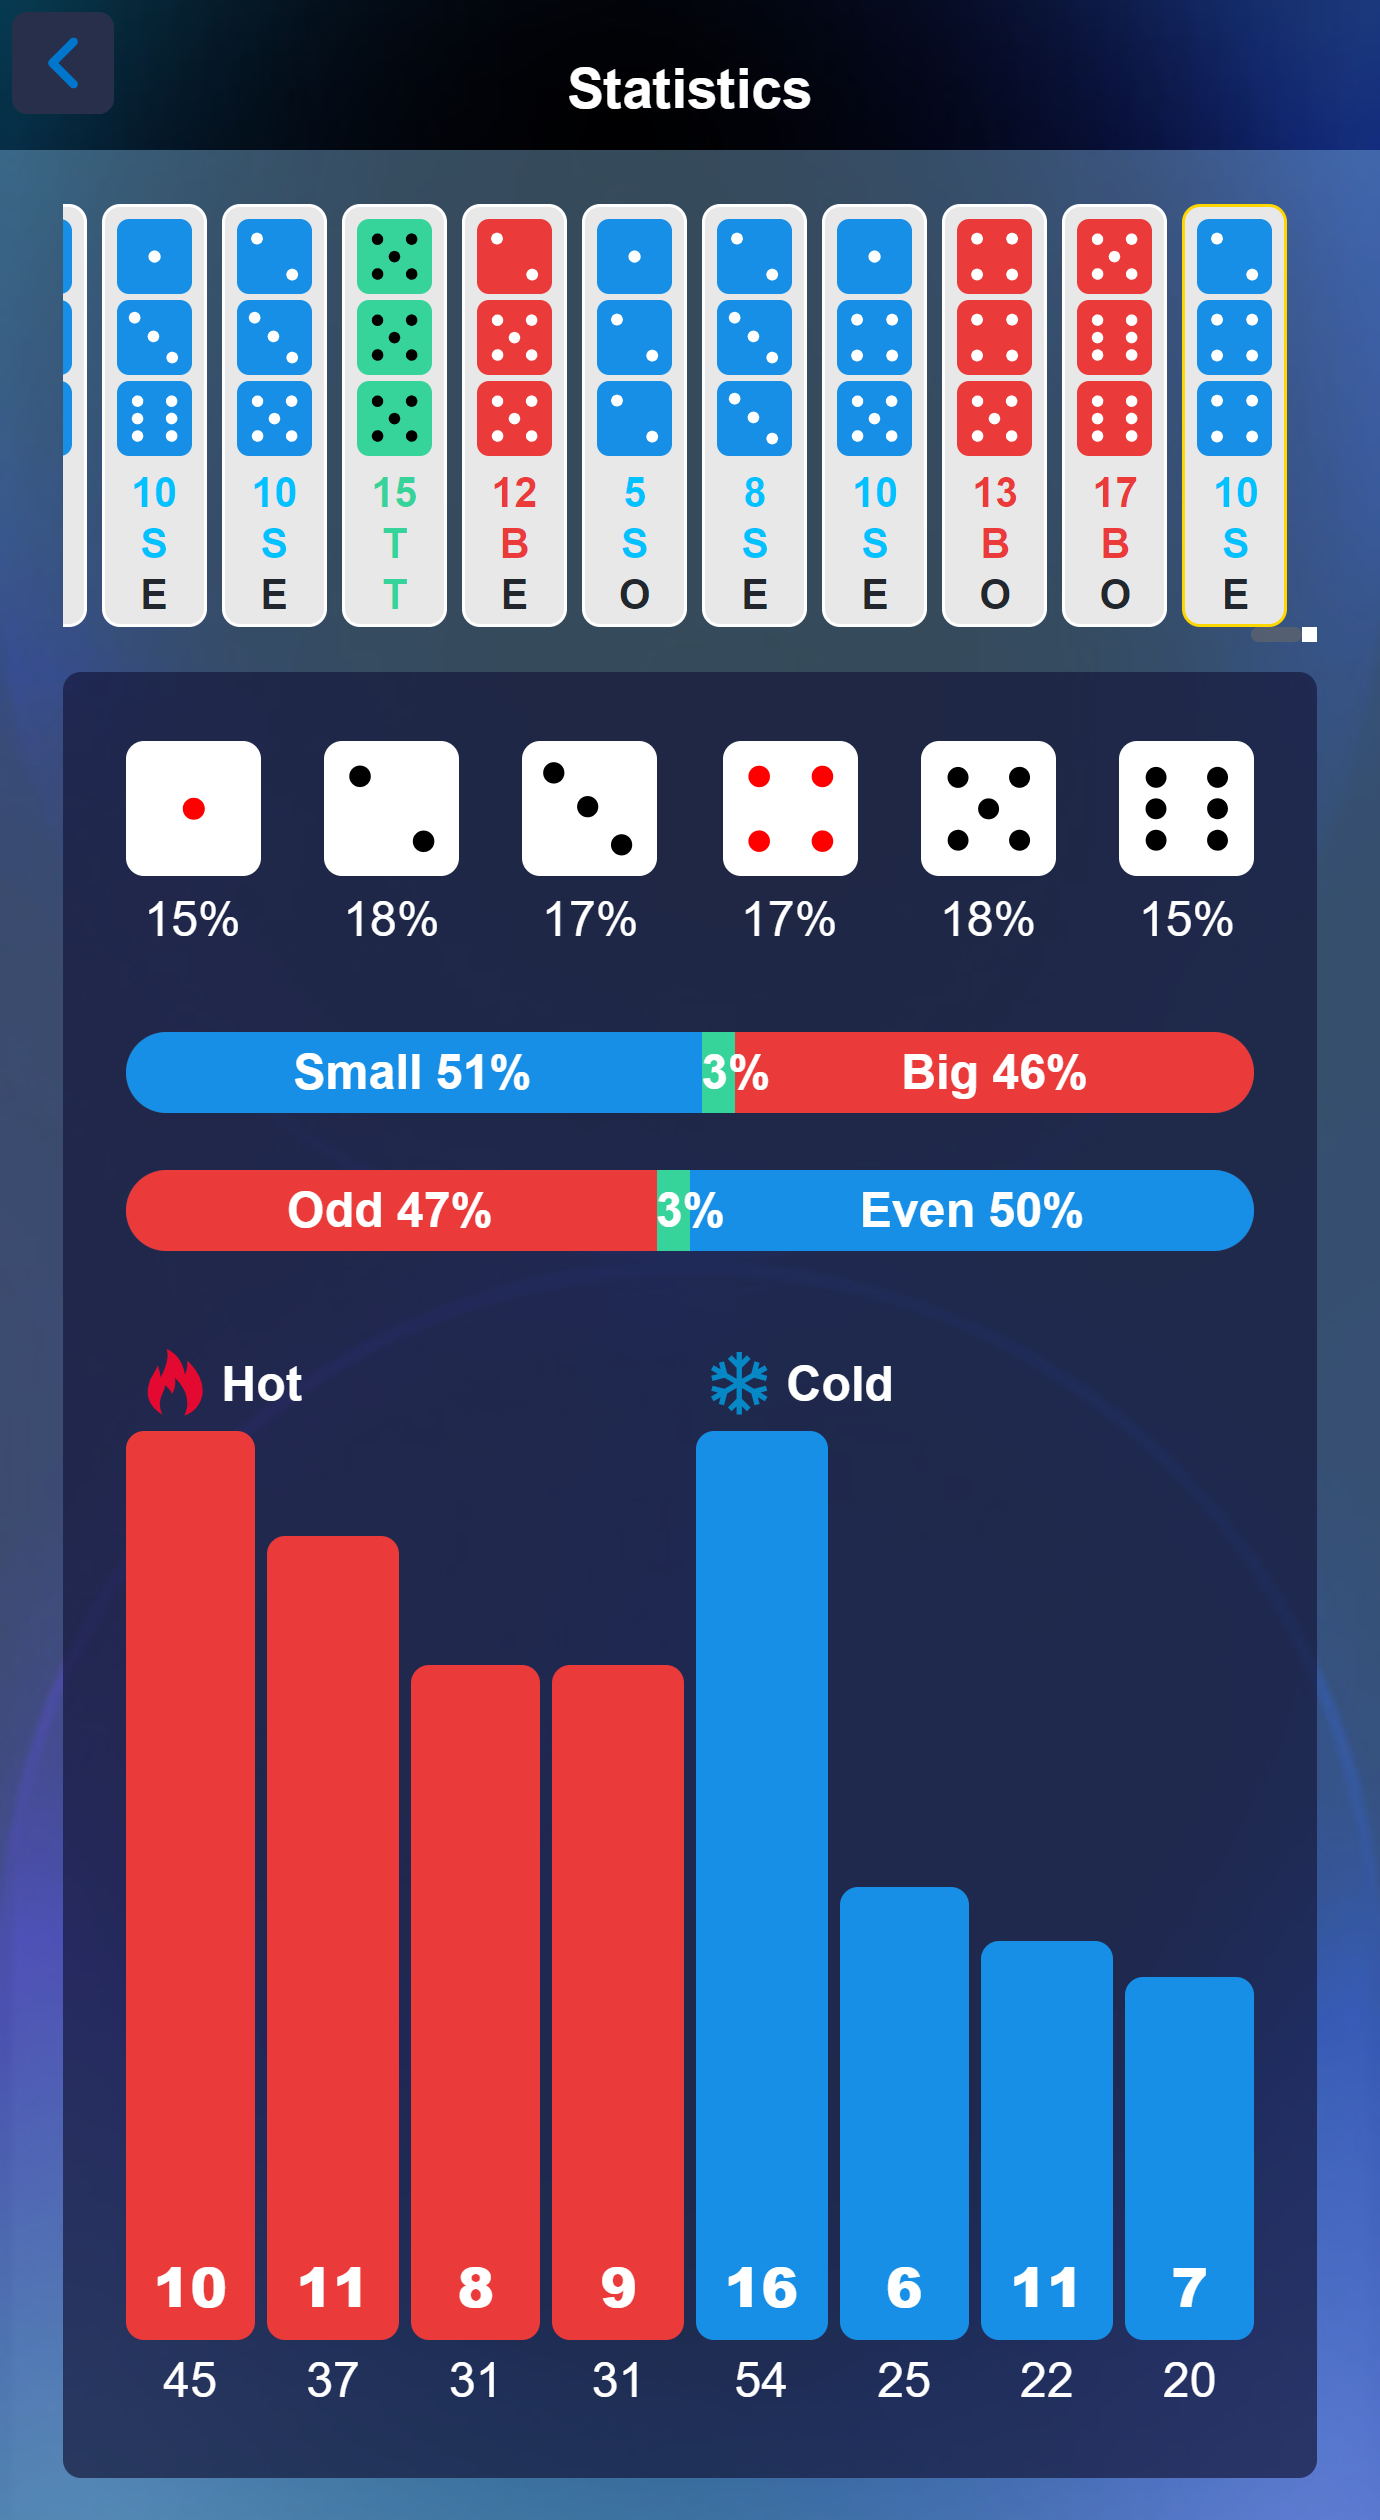 Statistics
10 10 15 12 5 8 10 13 17 10
S S T B S S S B B S
E E T E O E E O O E
15% 18% 17% 17% 18% 15%
Small 51% 3% Big 46%
Odd 47% 3% Even 50%
Hot Cold
10 11 8 9 16 6 11 7
45 37 31 31 54 25 22 20